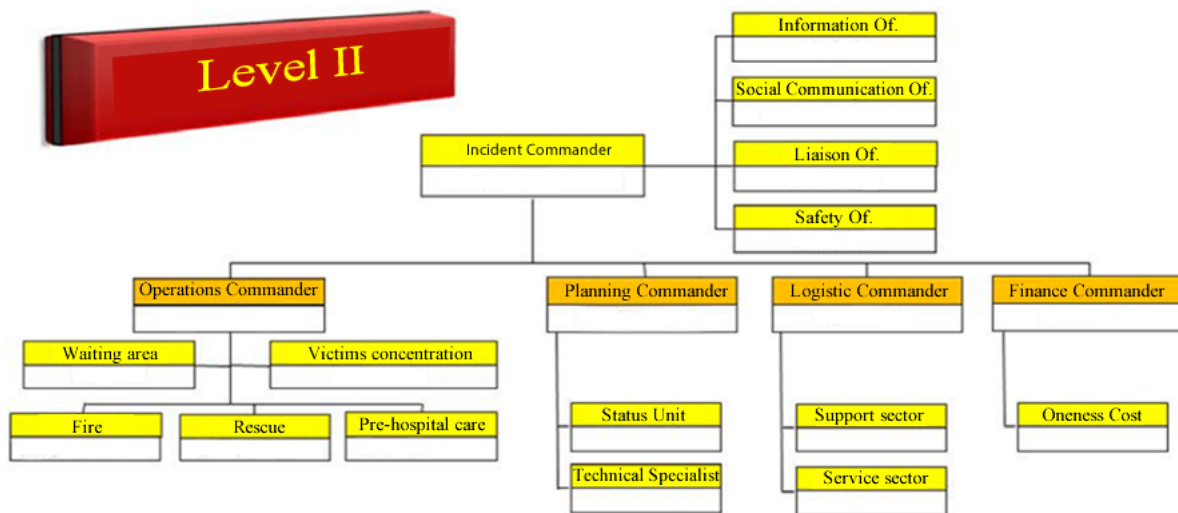 Level II
Information Of.
Social Communication Of.
Incident Commander
Liaison Of.
Safety Of.
Operations Commander
Planning Commander
Logistic Commander
Finance Commander
Waiting area
Victims concentration
Fire
Rescue
Pre-hospital care
Status Unit
Support sector
Oneness Cost
Technical Specialist
Service sector